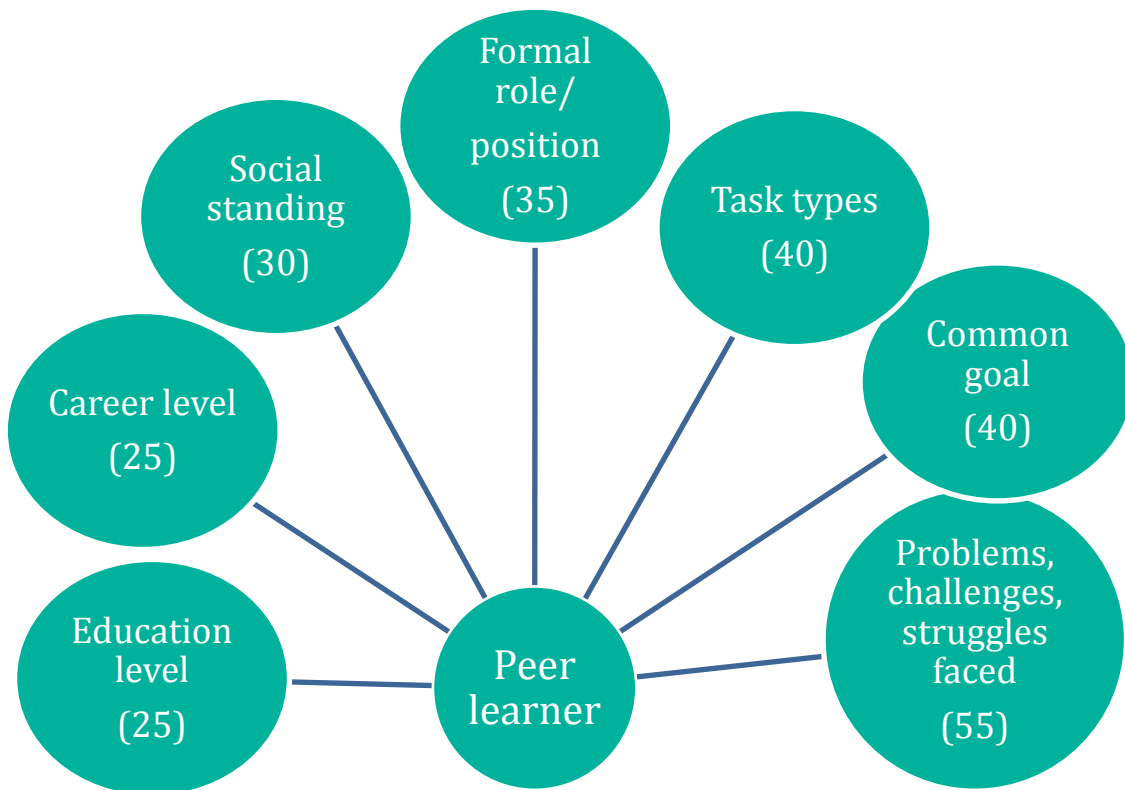 Formal
role/
position
(35)
Social
standing
(30)
Task types
(40)
Career level
(25)
Common
goal
(40)
Education
level
(25)
Peer
learner
Problems,
challenges,
struggles
faced
(55)